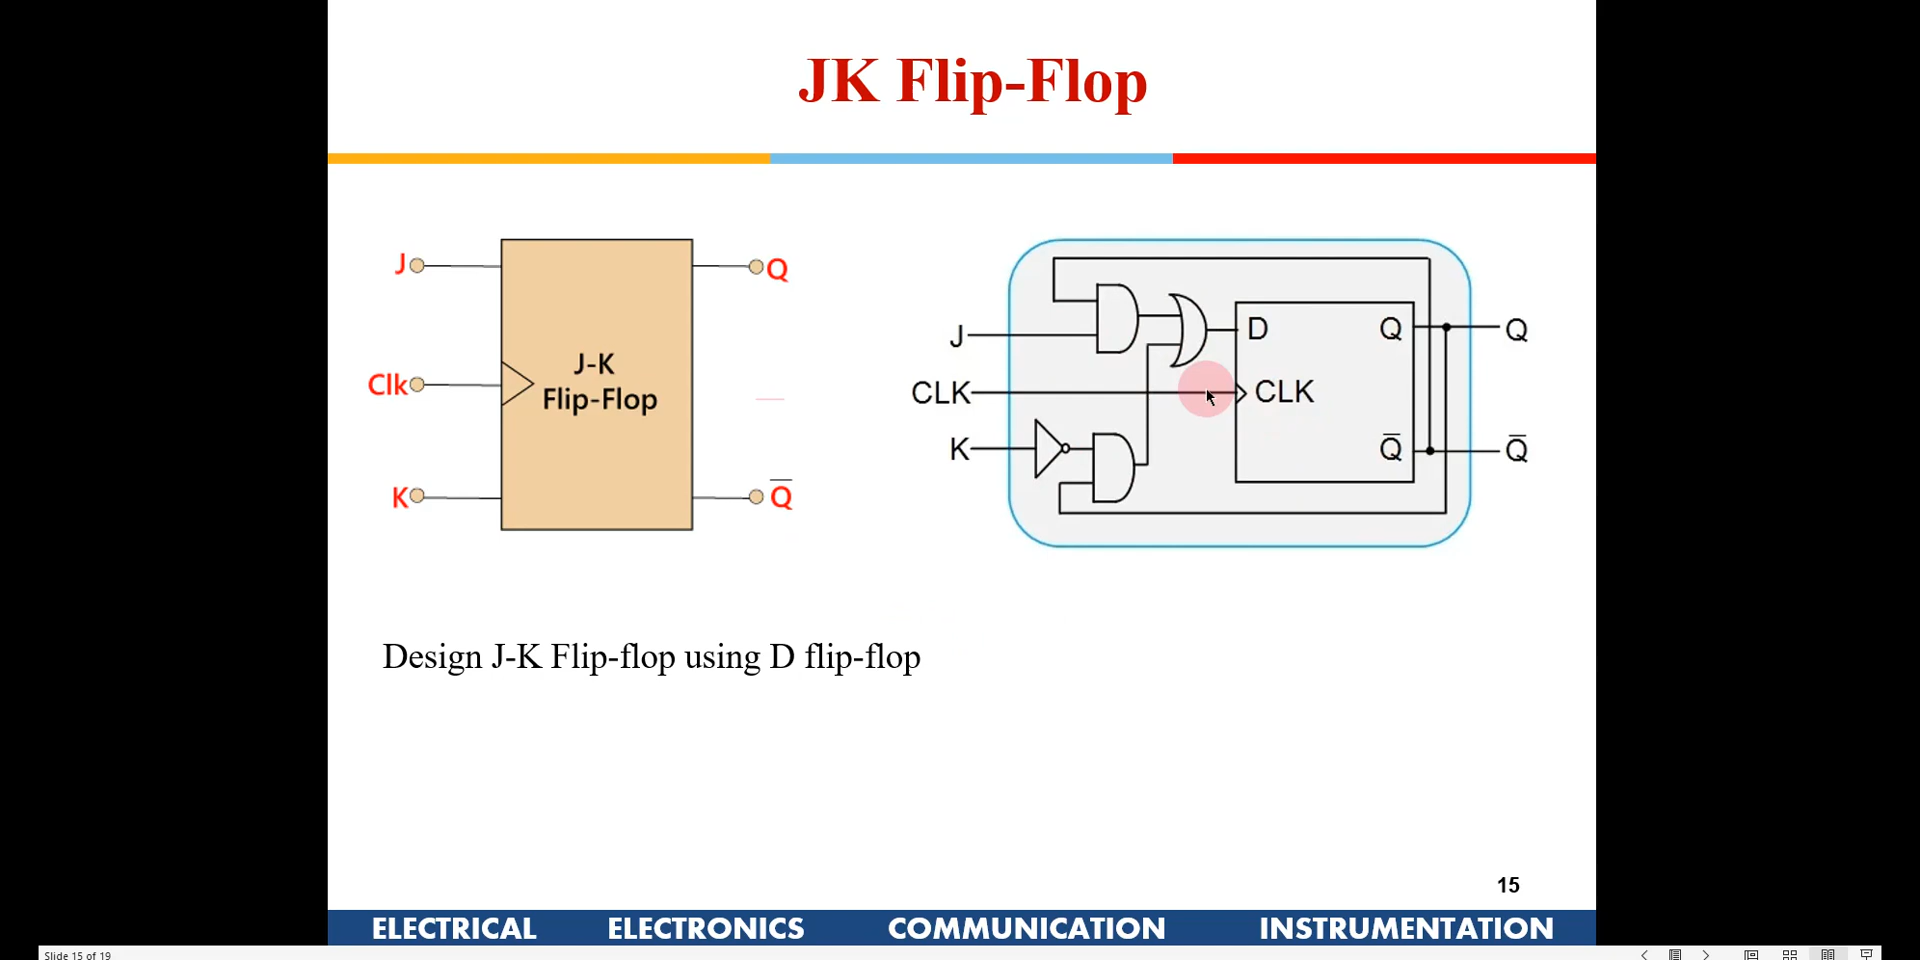 JK Flip-Flop
J
Clk
K
J-K
Flip-Flop
Q
Q̅
J
CLK
K
D
CLK
Q
Q̅
Q
Q̅
Design J-K Flip-flop using D flip-flop
15
ELECTRICAL ELECTRONICS COMMUNICATION INSTRUMENTATION
Slide 15 of 19